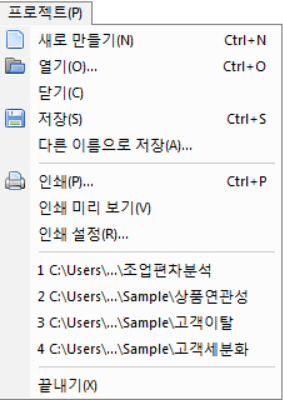 프로젝트(P)
새로 만들기(N) Ctrl+N
열기(O)... Ctrl+O
닫기(C)
저장(S) Ctrl+S
다른 이름으로 저장(A)...
인쇄(P)... Ctrl+P
인쇄 미리 보기(V)
인쇄 설정(R)...
1 C:\Users\...\조업편차분석
2 C:\Users\...\Sample\상품연관성
3 C:\Users\...\Sample\고객이탈
4 C:\Users\...\Sample\고객세분화
끝내기(X)